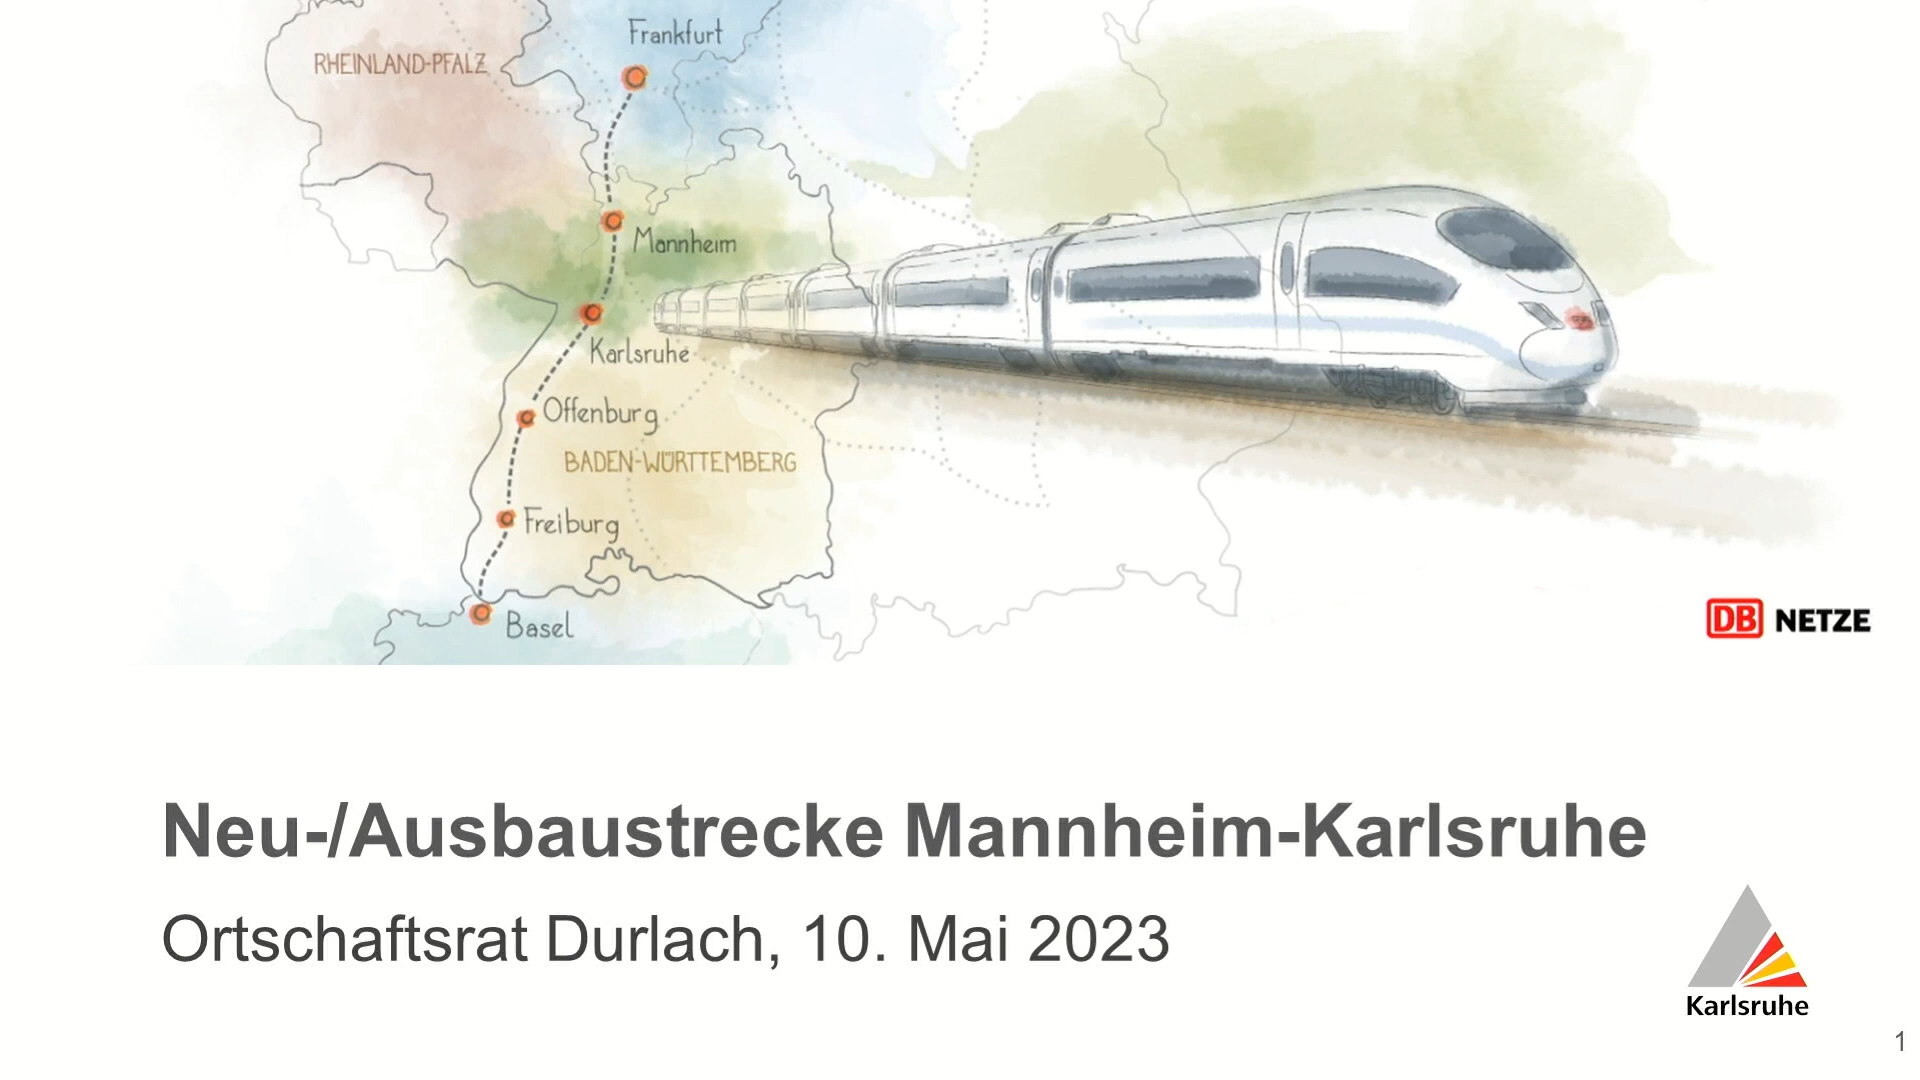 Frankfurt
RHEINLAND-PFALZ
Mannheim
Karlsruhe
Offenburg
BADEN-WÜRTTEMBERG
Freiburg
Basel
DB NETZE
Neu-/Ausbaustrecke Mannheim-Karlsruhe
Ortschaftsrat Durlach, 10. Mai 2023
Karlsruhe
1